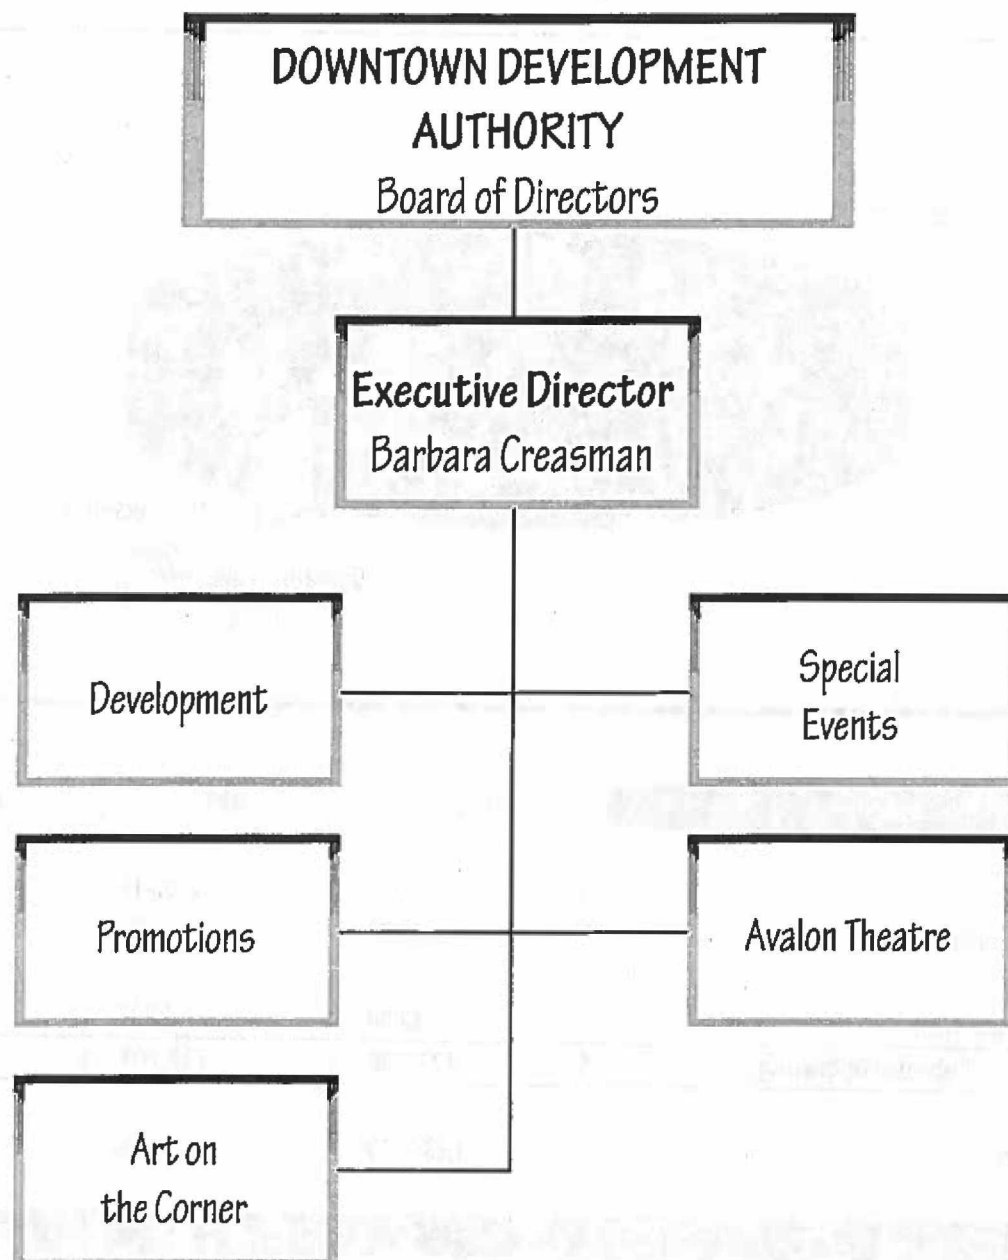 DOWNTOWN DEVELOPMENT
AUTHORITY
Board of Directors
Executive Director
Barbara Creasman
Development
Special
Events
Promotions
Avalon Theatre
Art on
the Corner